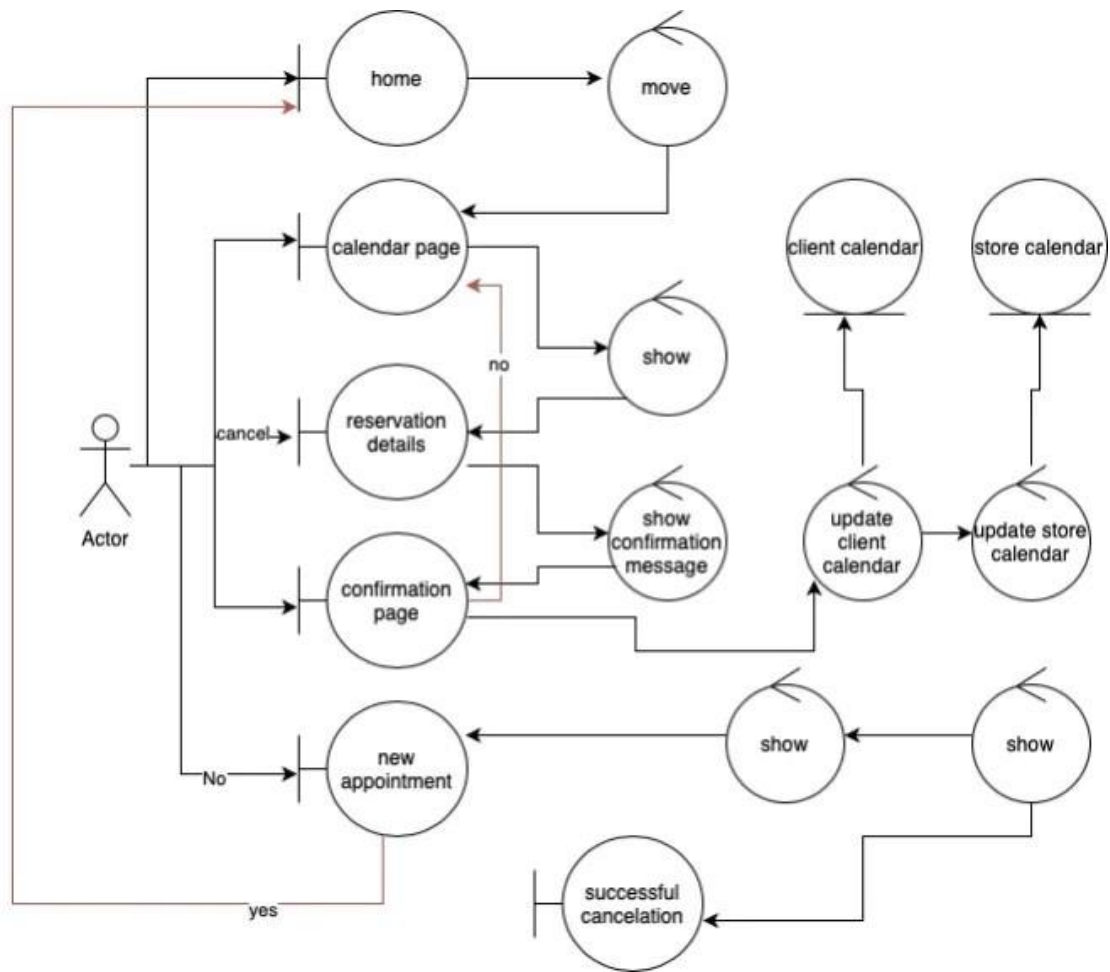 home
move
calendar page
client calendar
store calendar
show
no
reservation
details
cancel
Actor
show
confirmation
message
update
client
calendar
update store
calendar
confirmation
page
new
appointment
No
show
show
successful
cancelation
yes